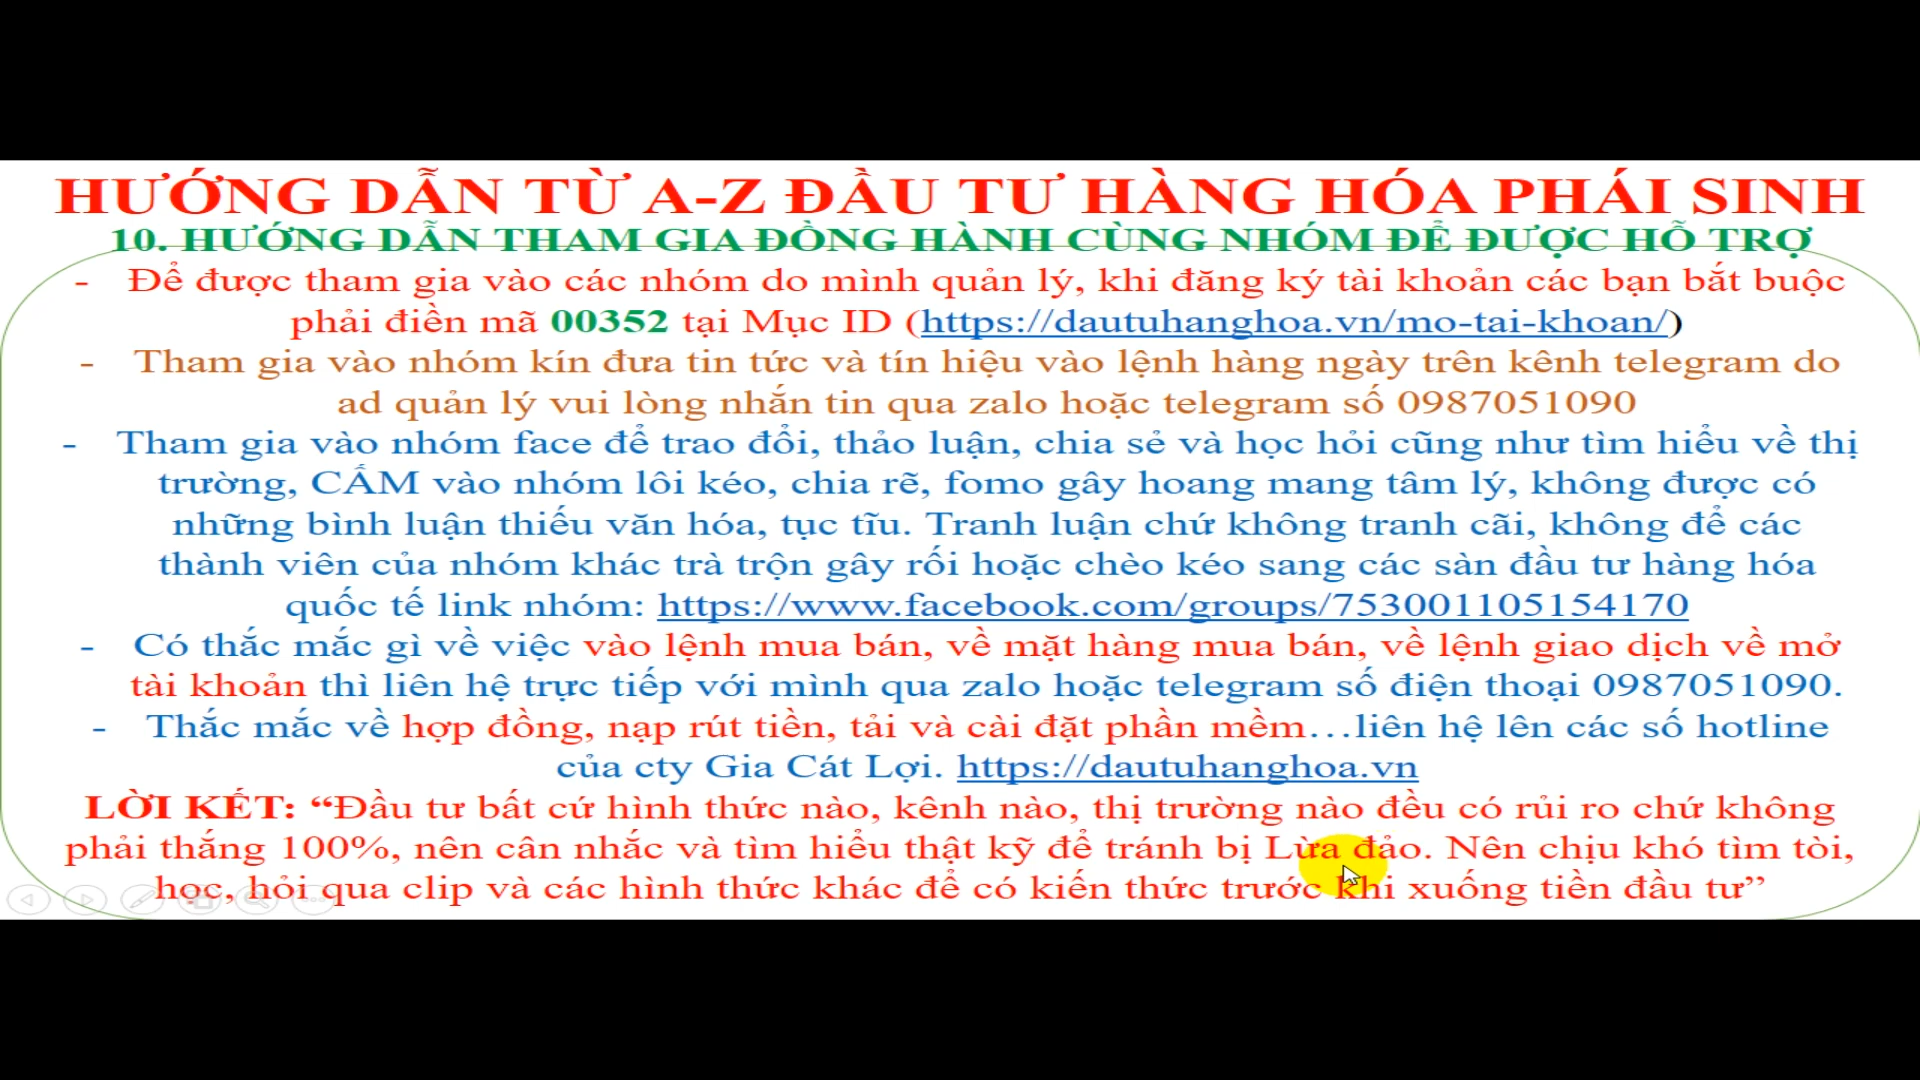 HƯỚNG DẪN TỪ A-Z ĐẦU TƯ HÀNG HÓA PHÁI SINH
10. HƯỚNG DẪN THAM GIA ĐỒNG HÀNH CÙNG NHÓM ĐỂ ĐƯỢC HỖ TRỢ
- Để được tham gia vào các nhóm do mình quản lý, khi đăng ký tài khoản các bạn bắt buộc
phải điền mã 00352 tại Mục ID (https://dautuhanghoa.vn/mo-tai-khoan/)
- Tham gia vào nhóm kín đưa tin tức và tín hiệu vào lệnh hàng ngày trên kênh telegram do
ad quản lý vui lòng nhắn tin qua zalo hoặc telegram số 0987051090
- Tham gia vào nhóm face để trao đổi, thảo luận, chia sẻ và học hỏi cũng như tìm hiểu về thị
trường, CẤM vào nhóm lôi kéo, chia rẽ, fomo gây hoang mang tâm lý, không được có
những bình luận thiếu văn hóa, tục tĩu. Tranh luận chứ không tranh cãi, không để các
thành viên của nhóm khác trà trộn gây rối hoặc chèo kéo sang các sàn đầu tư hàng hóa
quốc tế link nhóm: https://www.facebook.com/groups/753001105154170
- Có thắc mắc gì về việc vào lệnh mua bán, về mặt hàng mua bán, về lệnh giao dịch về mở
tài khoản thì liên hệ trực tiếp với mình qua zalo hoặc telegram số điện thoại 0987051090.
- Thắc mắc về hợp đồng, nạp rút tiền, tải và cài đặt phần mềm…liên hệ lên các số hotline
của cty Gia Cát Lợi. https://dautuhanghoa.vn
LỜI KẾT: “Đầu tư bất cứ hình thức nào, kênh nào, thị trường nào đều có rủi ro chứ không
phải thắng 100%, nên cân nhắc và tìm hiểu thật kỹ để tránh bị Lừa đảo. Nên chịu khó tìm tòi,
học, hỏi qua clip và các hình thức khác để có kiến thức trước khi xuống tiền đầu tư”